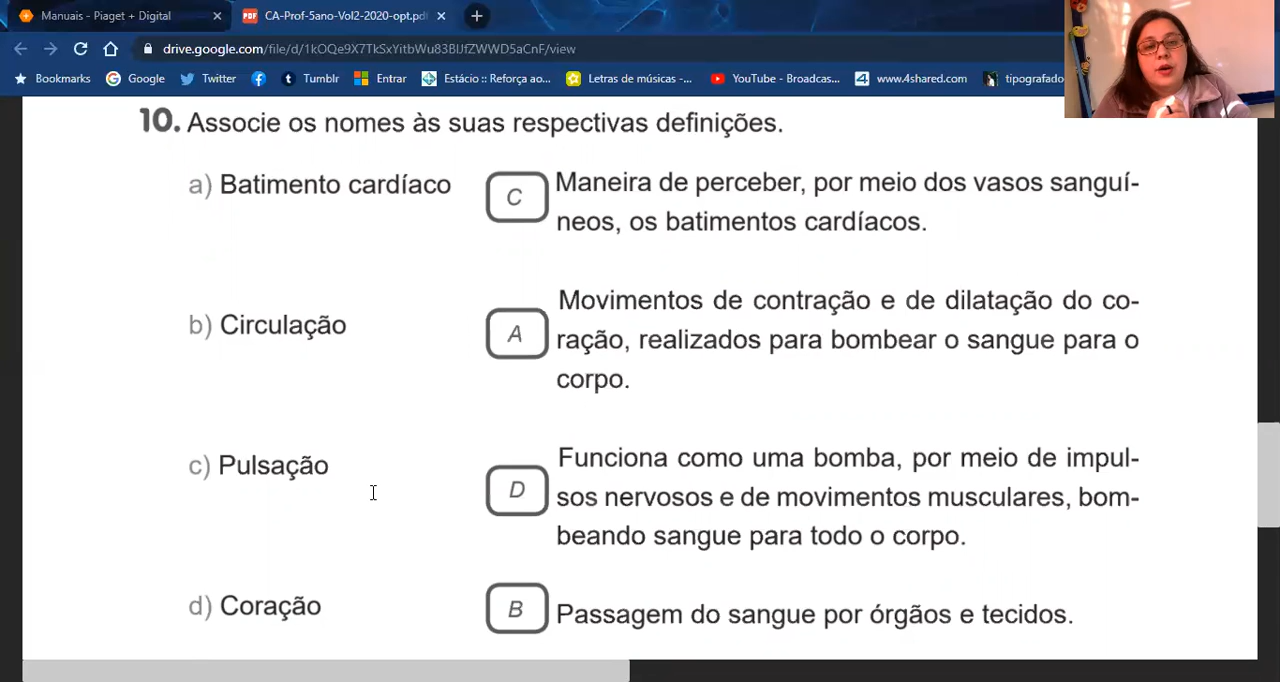 Manuais - Piaget + Digital
PDF
CA-Prof-5ano-Vol2-2020-opt.pdf
drive.google.com/file/d/1kOQe9X7TkSxYitbWu83BlJfZWWD5aCnF/view
Bookmarks
Google
Twitter
Tumblr
Entrar
Estácio :: Reforça ao...
Letras de músicas -...
YouTube - Broadcas...
www.4shared.com
tipografado
10. Associe os nomes às suas respectivas definições.
a) Batimento cardíaco
C
Maneira de perceber, por meio dos vasos sanguí-
neos, os batimentos cardíacos.
b) Circulação
A
Movimentos de contração e de dilatação do co-
ração, realizados para bombear o sangue para o
corpo.
c) Pulsação
D
Funciona como uma bomba, por meio de impul-
sos nervosos e de movimentos musculares, bom-
beando sangue para todo o corpo.
d) Coração
B
Passagem do sangue por órgãos e tecidos.